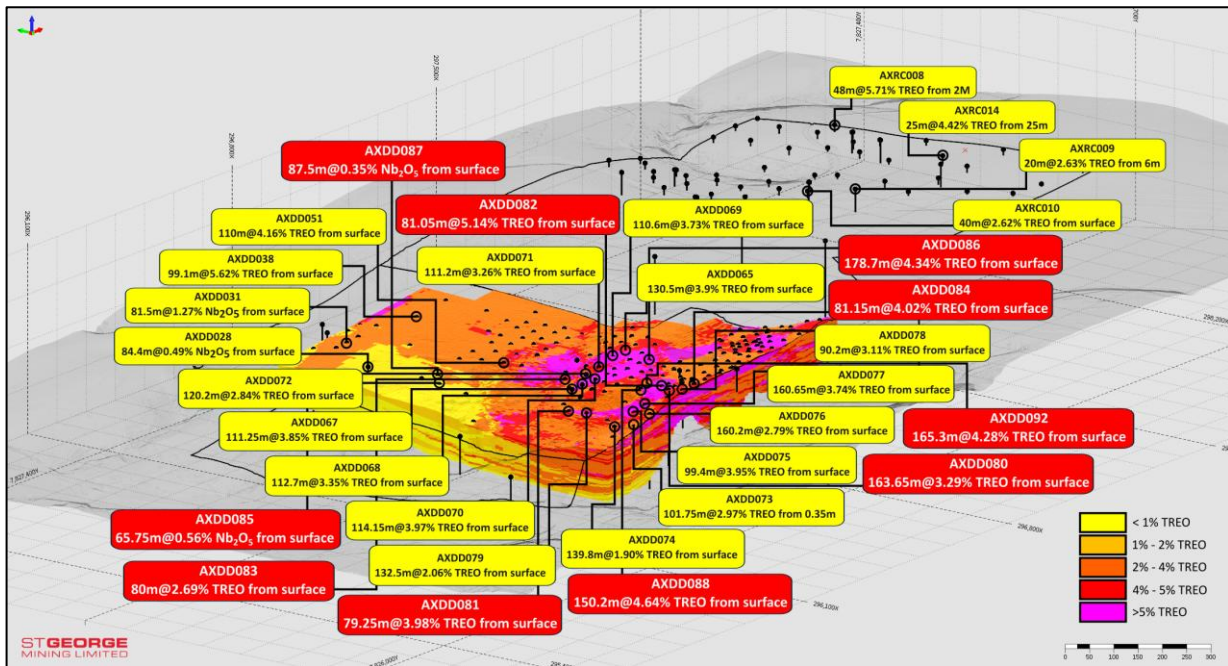 7,827,400Y
297,700X
297,500X
296,800X
296,100X
AXRC008
48m@5.71% TREO from 2M
AXRC014
25m@4.42% TREO from 25m
AXRC009
20m@2.63% TREO from 6m
AXRC010
40m@2.62% TREO from surface
AXDD087
87.5m@0.35% Nb₂O₅ from surface
AXDD082
81.05m@5.14% TREO from surface
AXDD069
110.6m@3.73% TREO from surface
AXDD051
110m@4.16% TREO from surface
AXDD038
99.1m@5.62% TREO from surface
AXDD071
111.2m@3.26% TREO from surface
AXDD065
130.5m@3.9% TREO from surface
AXDD086
178.7m@4.34% TREO from surface
AXDD084
81.15m@4.02% TREO from surface
AXDD031
81.5m@1.27% Nb₂O₅ from surface
AXDD028
84.4m@0.49% Nb₂O₅ from surface
AXDD078
90.2m@3.11% TREO from surface
AXDD077
160.65m@3.74% TREO from surface
AXDD072
120.2m@2.84% TREO from surface
AXDD076
160.2m@2.79% TREO from surface
AXDD092
165.3m@4.28% TREO from surface
AXDD067
111.25m@3.85% TREO from surface
AXDD068
112.7m@3.35% TREO from surface
AXDD075
99.4m@3.95% TREO from surface
AXDD080
163.65m@3.29% TREO from surface
AXDD073
101.75m@2.97% TREO from 0.35m
AXDD085
65.75m@0.56% Nb₂O₅ from surface
AXDD070
114.15m@3.97% TREO from surface
AXDD074
139.8m@1.90% TREO from surface
AXDD079
132.5m@2.06% TREO from surface
AXDD083
80m@2.69% TREO from surface
AXDD081
79.25m@3.98% TREO from surface
AXDD088
150.2m@4.64% TREO from surface
296,100X
< 1% TREO
1% - 2% TREO
2% - 4% TREO
4% - 5% TREO
>5% TREO
0 50 100 150 200 250 300
STGEORGE
MINING LIMITED